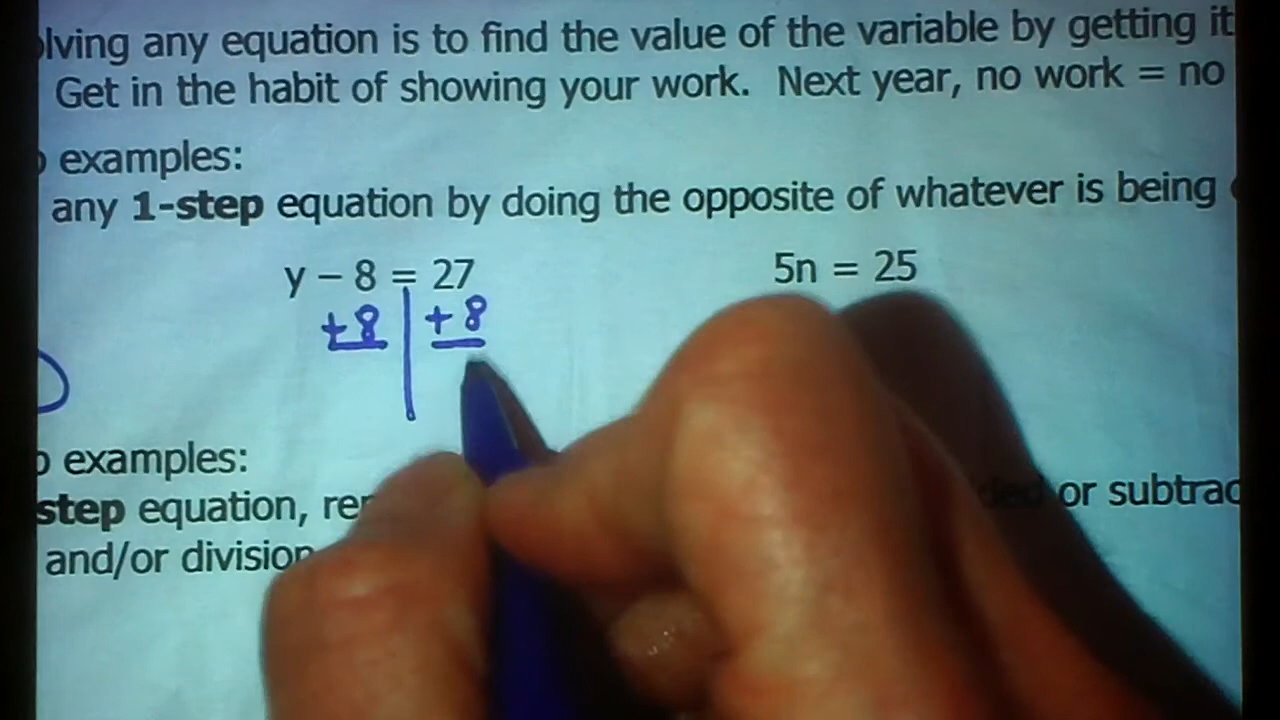 lving any equation is to find the value of the variable by getting it
Get in the habit of showing your work. Next year, no work = no
examples:
any 1-step equation by doing the opposite of whatever is being
y – 8 = 27 5n = 25
+8 +8
examples:
step equation, or subtrac
and/or division